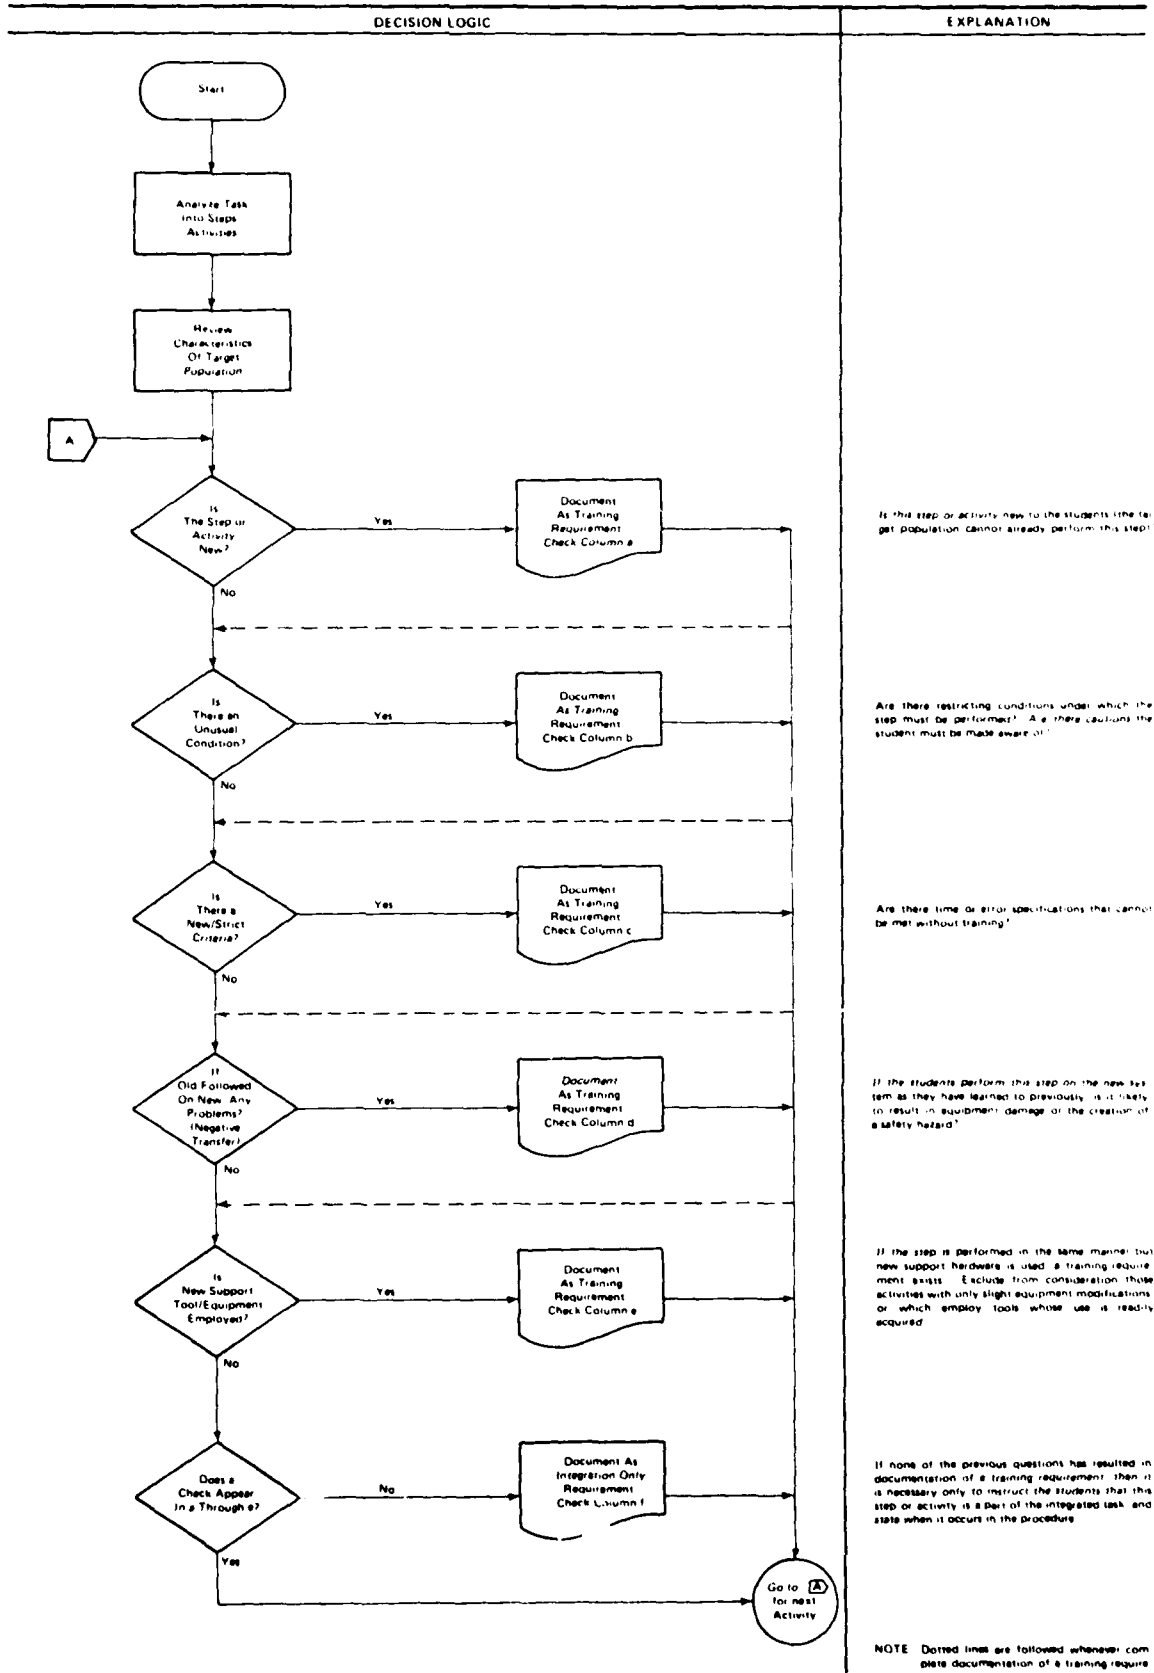 DECISION LOGIC
EXPLANATION
Start
Analyze Task
Into Steps
Activities
Review
Characteristics
Of Target
Population
A
Is
The Step or
Activity
New?
Yes
No
Document
As Training
Requirement
Check Column a
Is this step or activity new to the students (the tar
get population cannot already perform this step)?
Is
There an
Unusual
Condition?
Yes
No
Document
As Training
Requirement
Check Column b
Are there restricting conditions under which the
step must be performed? Are there cautions the
student must be made aware of?
Is
There a
New/Strict
Criteria?
Yes
No
Document
As Training
Requirement
Check Column c
Are there time or error specifications that cannot
be met without training?
If
Old Followed
On New Any
Problems?
(Negative
Transfer)
Yes
No
Document
As Training
Requirement
Check Column d
If the students perform this step on the new sys
tem as they have learned to previously is it likely
to result in equipment damage or the creation of
a safety hazard?
Is
New Support
Tool/Equipment
Employed?
Yes
No
Document
As Training
Requirement
Check Column e
If the step is performed in the same manner but
new support hardware is used a training require
ment exists Exclude from consideration those
activities with only slight equipment modifications
or which employ tools whose use is readily
acquired
Does a
Check Appear
In a Through e?
No
Yes
Document As
Integration Only
Requirement
Check Column f
If none of the previous questions has resulted in
documentation of a training requirement then it
is necessary only to instruct the students that this
step or activity is a part of the integrated task and
state when it occurs in the procedure
Go to A
for next
Activity
NOTE Dotted lines are followed whenever com
plete documentation of a training require